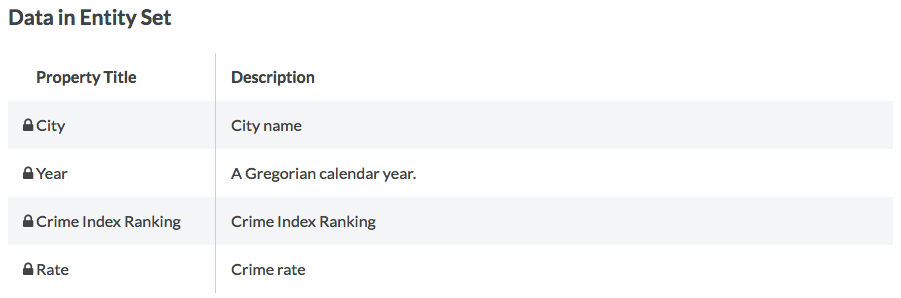 Data in Entity Set
Property Title Description
City City name
Year A Gregorian calendar year.
Crime Index Ranking Crime Index Ranking
Rate Crime rate